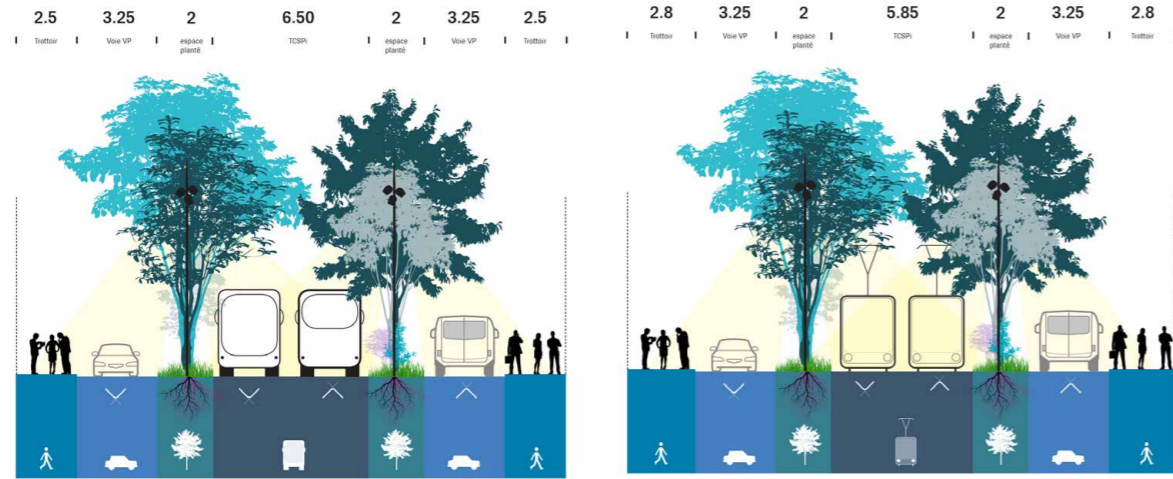 2.5 3.25 2 6.50 2 3.25 2.5
Trottoir Voie VP espace planté TCSPi espace planté Voie VP Trottoir
2.8 3.25 2 5.85 2 3.25 2.8
Trottoir Voie VP espace planté TCSPi espace planté Voie VP Trottoir